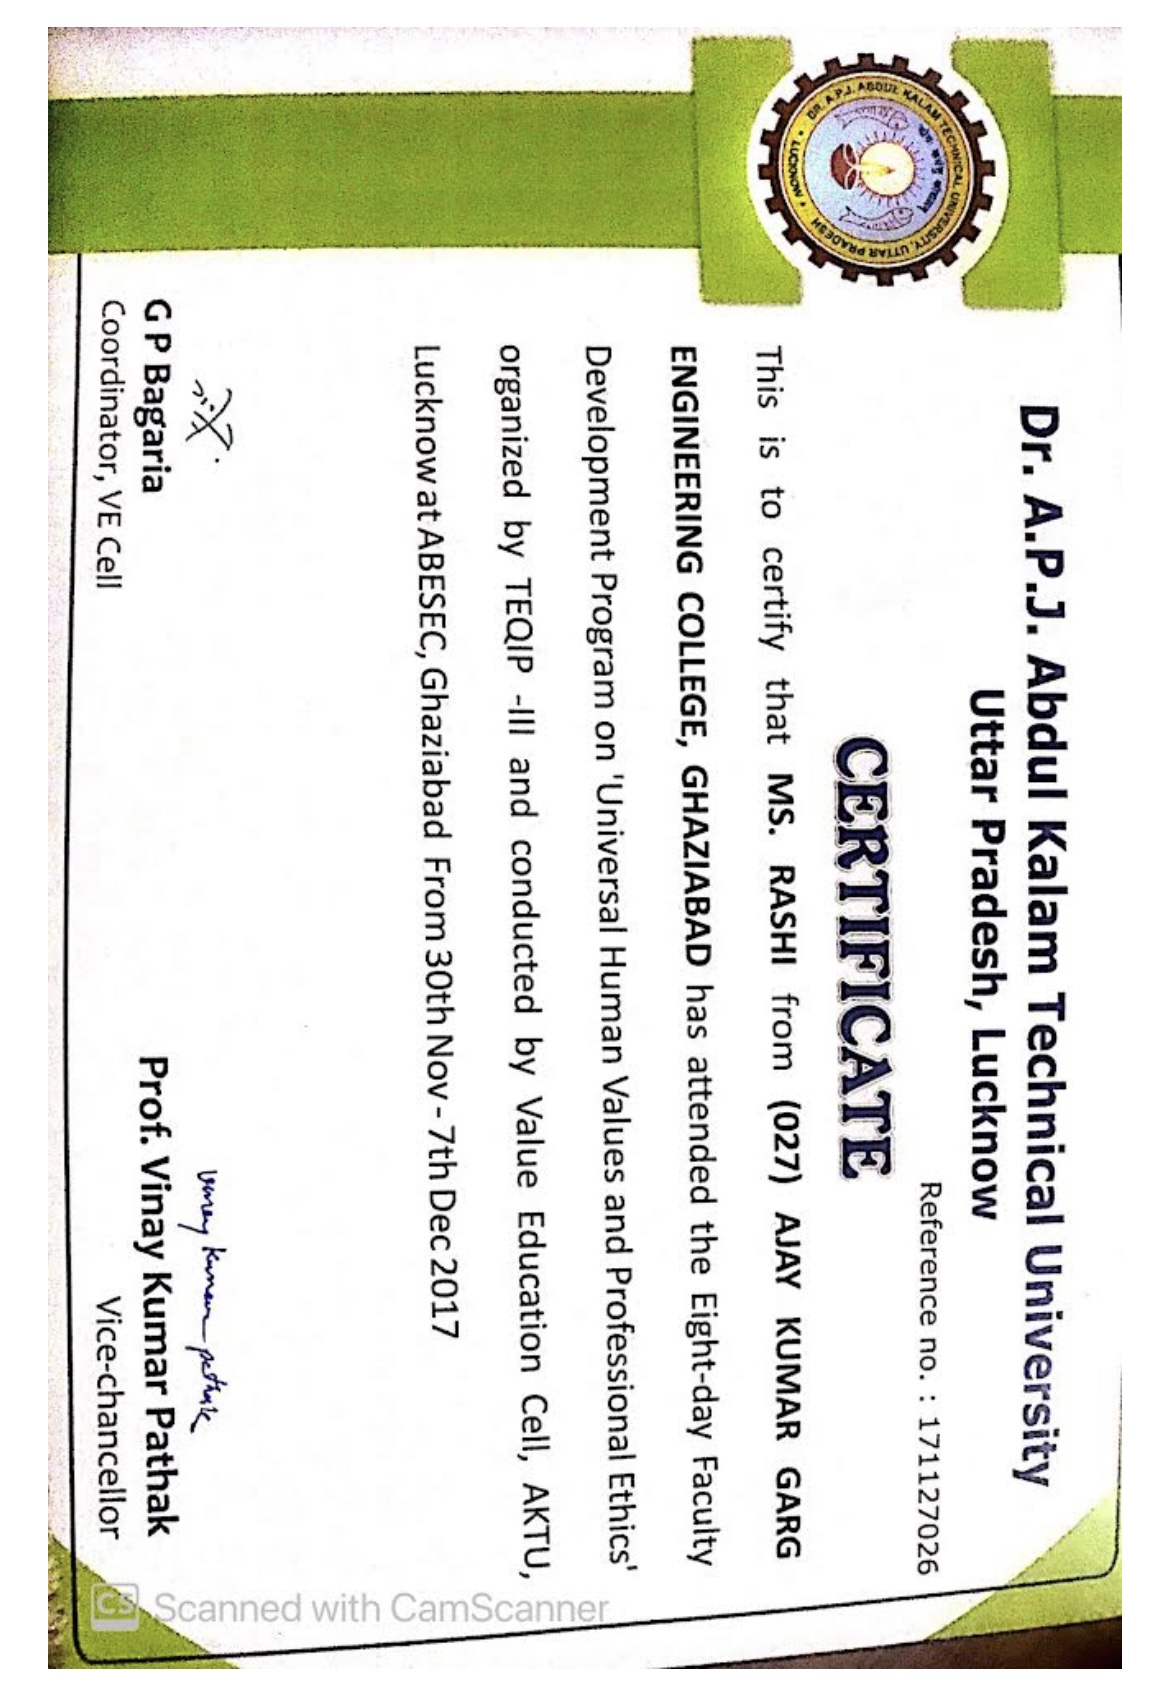 Dr. A.P.J. Abdul Kalam Technical University
Uttar Pradesh, Lucknow
DR. A.P.J. ABDUL KALAM TECHNICAL UNIVERSITY, UTTAR PRADESH • LUCKNOW •
Reference no. : 171127026
CERTIFICATE
This is to certify that MS. RASHI from (027) AJAY KUMAR GARG
ENGINEERING COLLEGE, GHAZIABAD has attended the Eight-day Faculty
Development Program on 'Universal Human Values and Professional Ethics'
organized by TEQIP -III and conducted by Value Education Cell, AKTU,
Lucknow at ABESEC, Ghaziabad From 30th Nov - 7th Dec 2017
vinay kumar pathak
G P Bagaria
Coordinator, VE Cell
Prof. Vinay Kumar Pathak
Vice-chancellor
CS Scanned with CamScanner